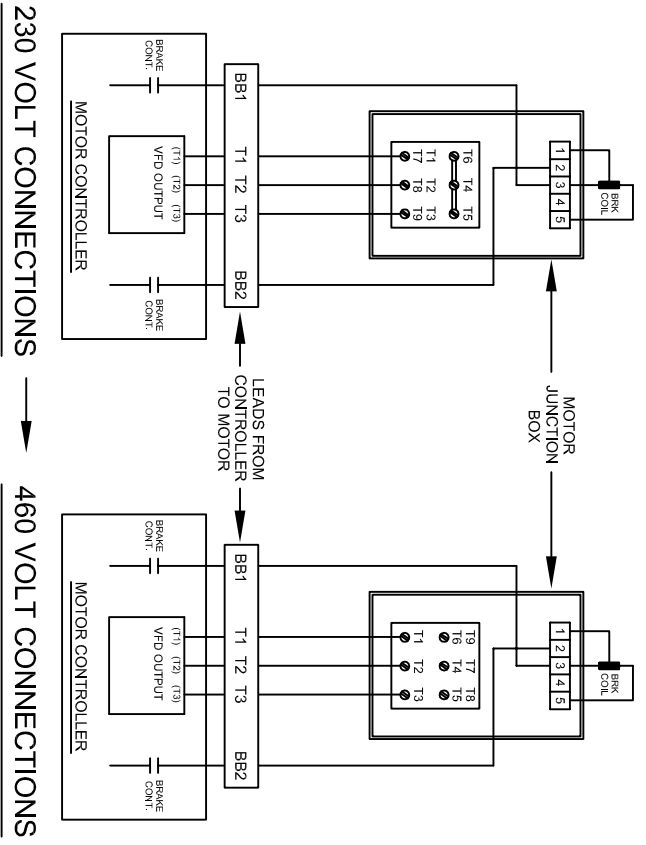 BRK
COIL
1 2 3 4 5
T6 T4 T5
T1 T2 T3
T7 T8 T9
MOTOR
JUNCTION
BOX
BRK
COIL
1 2 3 4 5
T9 T7 T8
T6 T4 T5
T1 T2 T3
BB1 T1 T2 T3 BB2
LEADS FROM
CONTROLLER
TO MOTOR
BB1 T1 T2 T3 BB2
BRAKE
CONT.
(T1) (T2) (T3)
VFD OUTPUT
BRAKE
CONT.
MOTOR CONTROLLER
BRAKE
CONT.
(T1) (T2) (T3)
VFD OUTPUT
BRAKE
CONT.
MOTOR CONTROLLER
230 VOLT CONNECTIONS
460 VOLT CONNECTIONS